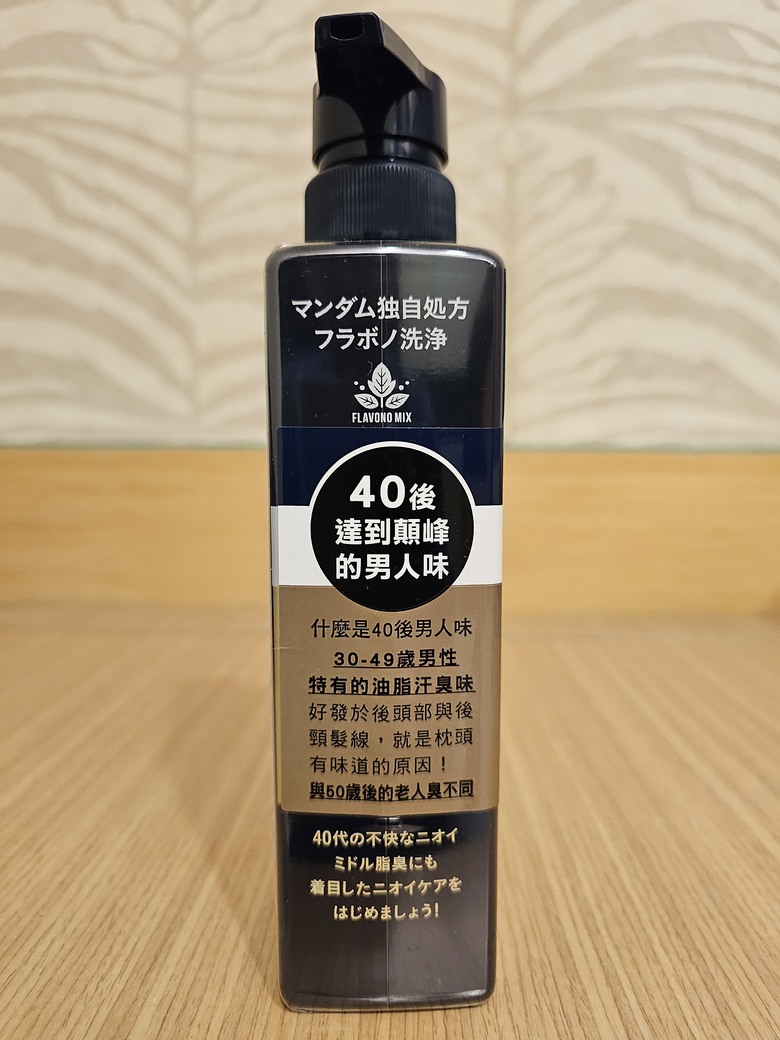 マンダム独自処方
フラボノ洗浄
FLAVONO MIX
40後
達到顛峰
的男人味
什麼是40後男人味
30-49歲男性
特有的油脂汗臭味
好發於後頭部與後
頸髮線，就是枕頭
有味道的原因！
與50歲後的老人臭不同
40代の不快なニオイ
ミドル脂臭にも
着目したニオイケアを
はじめましょう!